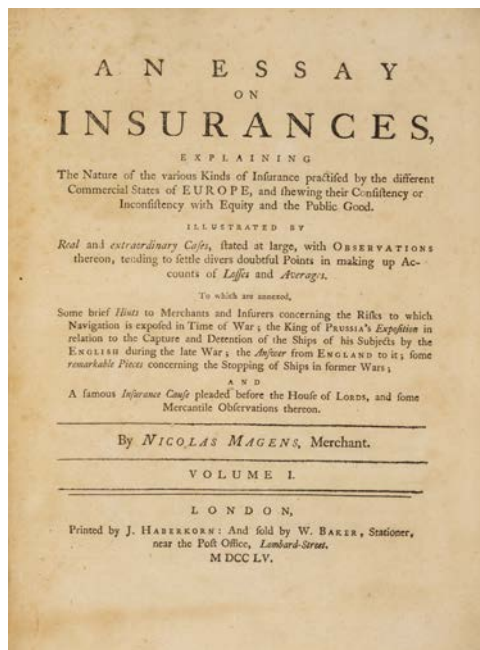 AN ESSAY
ON
INSURANCES,
EXPLAINING
The Nature of the various Kinds of Inſurance practiſed by the different
Commercial States of EUROPE, and ſhewing their Conſiſtency or
Inconſiſtency with Equity and the Public Good.
ILLUSTRATED BY
Real and extraordinary Caſes, ſtated at large, with OBSERVATIONS
thereon, tending to ſettle divers doubtful Points in making up Ac-
counts of Loſſes and Averages.
To which are annexed,
Some brief Hints to Merchants and Inſurers concerning the Riſks to which
Navigation is expoſed in Time of War; the King of PRUSSIA's Expoſition in
relation to the Capture and Detention of the Ships of his Subjects by the
ENGLISH during the late War; the Anſwer from ENGLAND to it; ſome
remarkable Pieces concerning the Stopping of Ships in former Wars;
AND
A famous Inſurance Cauſe pleaded before the Houſe of LORDS, and ſome
Mercantile Obſervations thereon.
By NICOLAS MAGENS, Merchant.
VOLUME I.
LONDON,
Printed by J. HABERKORN: And ſold by W. BAKER, Stationer,
near the Poſt Office, Lombard-Street.
M DCC LV.